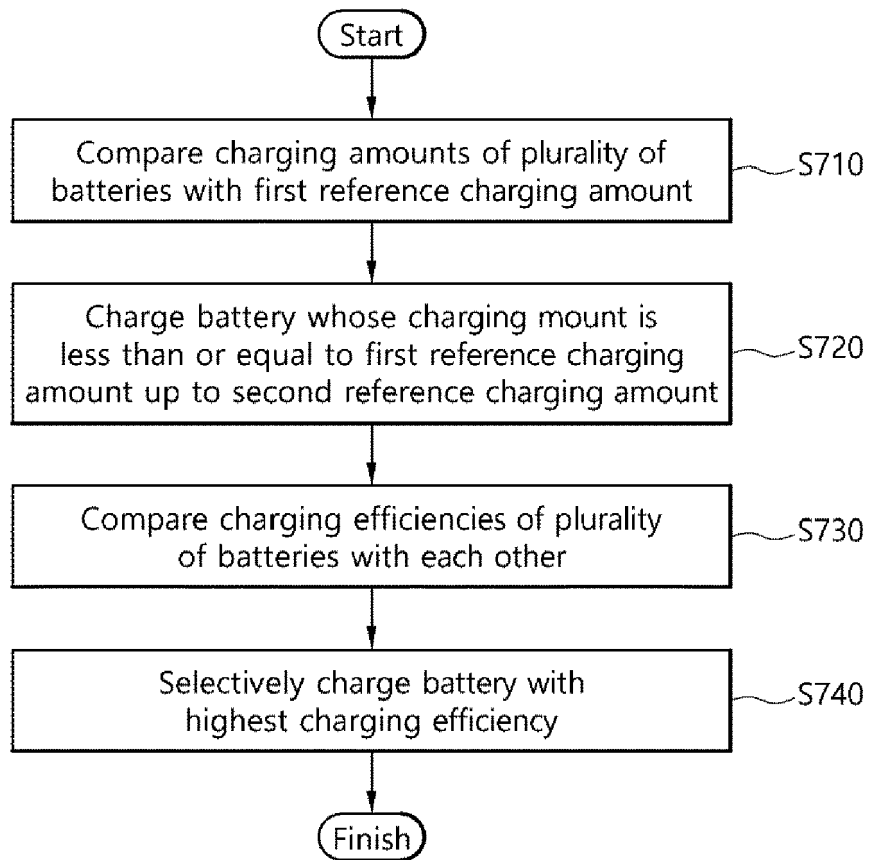 Start
Compare charging amounts of plurality of
batteries with first reference charging amount
S710
Charge battery whose charging mount is
less than or equal to first reference charging
amount up to second reference charging amount
S720
Compare charging efficiencies of plurality
of batteries with each other
S730
Selectively charge battery with
highest charging efficiency
S740
Finish